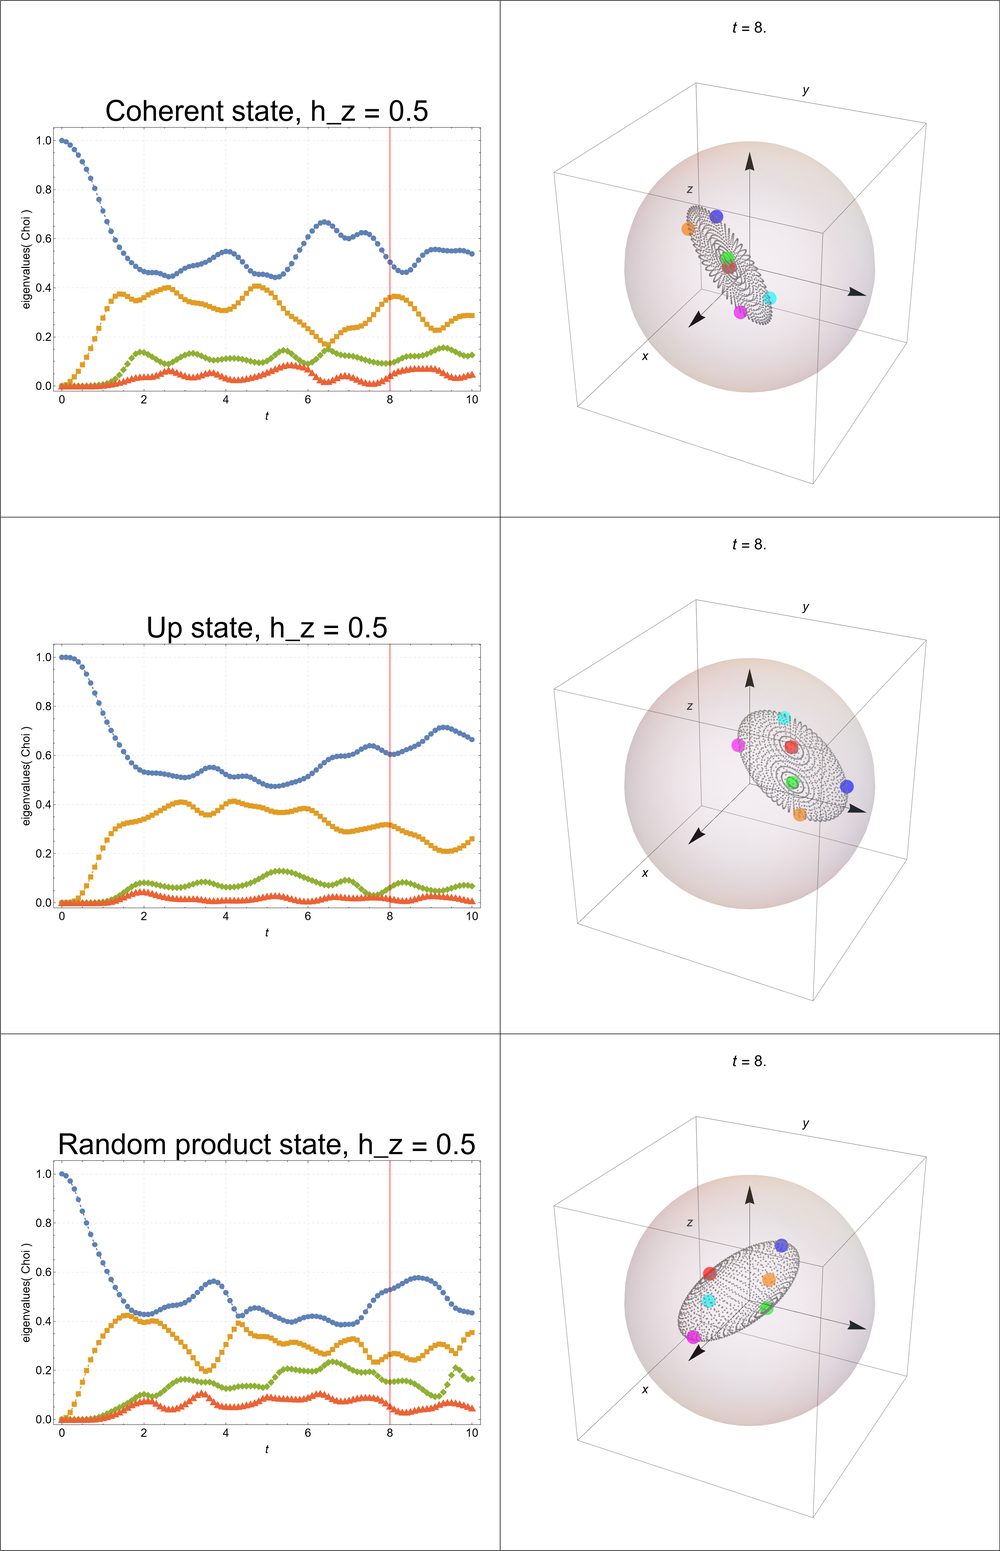 Coherent state, h_z = 0.5
eigenvalues( Choi )
1.0
0.8
0.6
0.4
0.2
0.0
0 2 4 6 8 10
t
t = 8.
y
z
x
Up state, h_z = 0.5
eigenvalues( Choi )
1.0
0.8
0.6
0.4
0.2
0.0
0 2 4 6 8 10
t
t = 8.
y
z
x
Random product state, h_z = 0.5
eigenvalues( Choi )
1.0
0.8
0.6
0.4
0.2
0.0
0 2 4 6 8 10
t
t = 8.
y
z
x